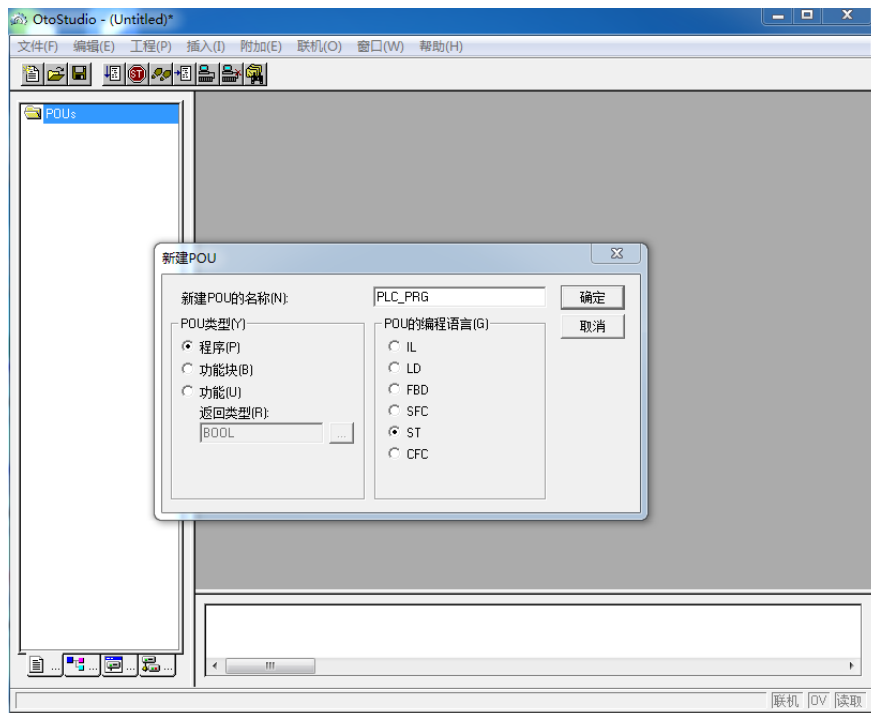 OtoStudio - (Untitled)*
文件(F) 编辑(E) 工程(P) 插入(I) 附加(E) 联机(O) 窗口(W) 帮助(H)
POUs
新建POU
新建POU的名称(N): PLC_PRG 确定
POU类型(Y) POU的编程语言(G) 取消
程序(P) IL
功能块(B) LD
功能(U) FBD
返回类型(R): SFC
BOOL ... ST
CFC
... ... ... ...
联机 OV 读取